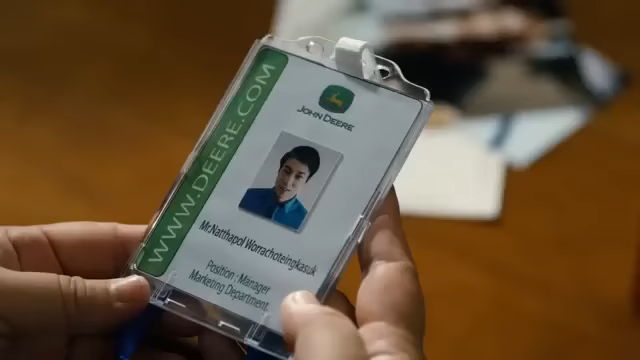 WWW.DEERE.COM
JOHN DEERE
Mr.Natthapol Worrachoteingkasuk
Position : Manager
Marketing Department